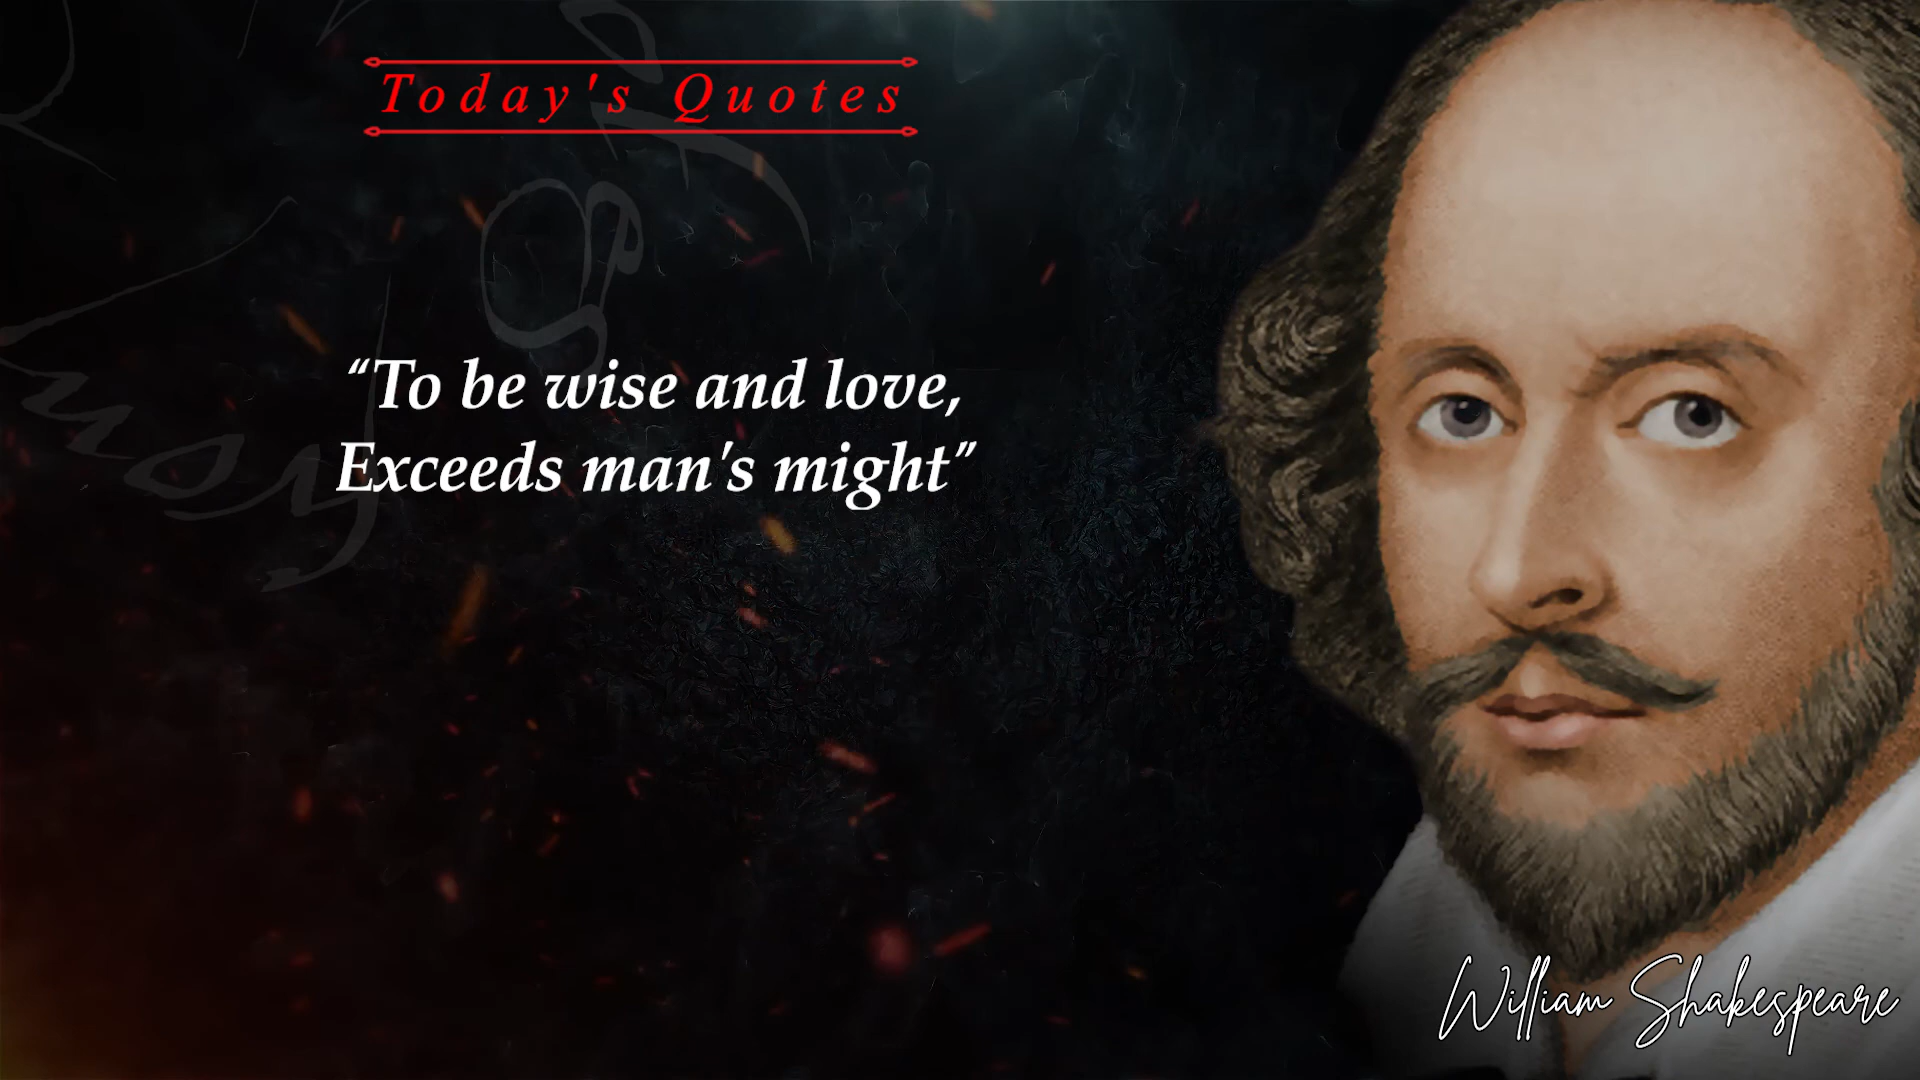 Today's Quotes
“To be wise and love,
Exceeds man's might”
William Shakespeare